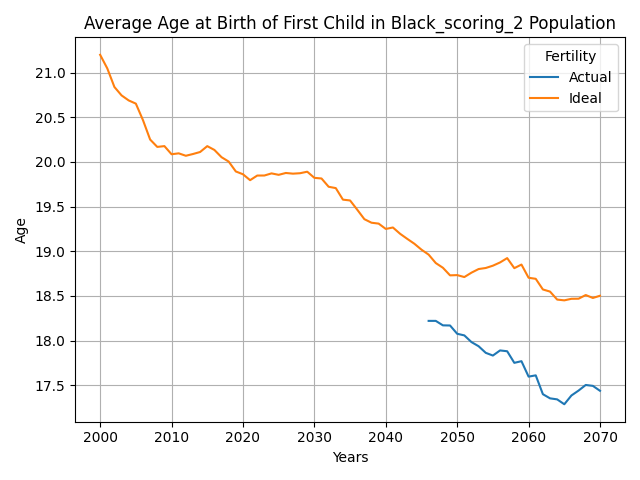 Average Age at Birth of First Child in Black_scoring_2 Population
Fertility
Actual
Ideal
Age
21.0
20.5
20.0
19.5
19.0
18.5
18.0
17.5
2000
2010
2020
2030
2040
2050
2060
2070
Years